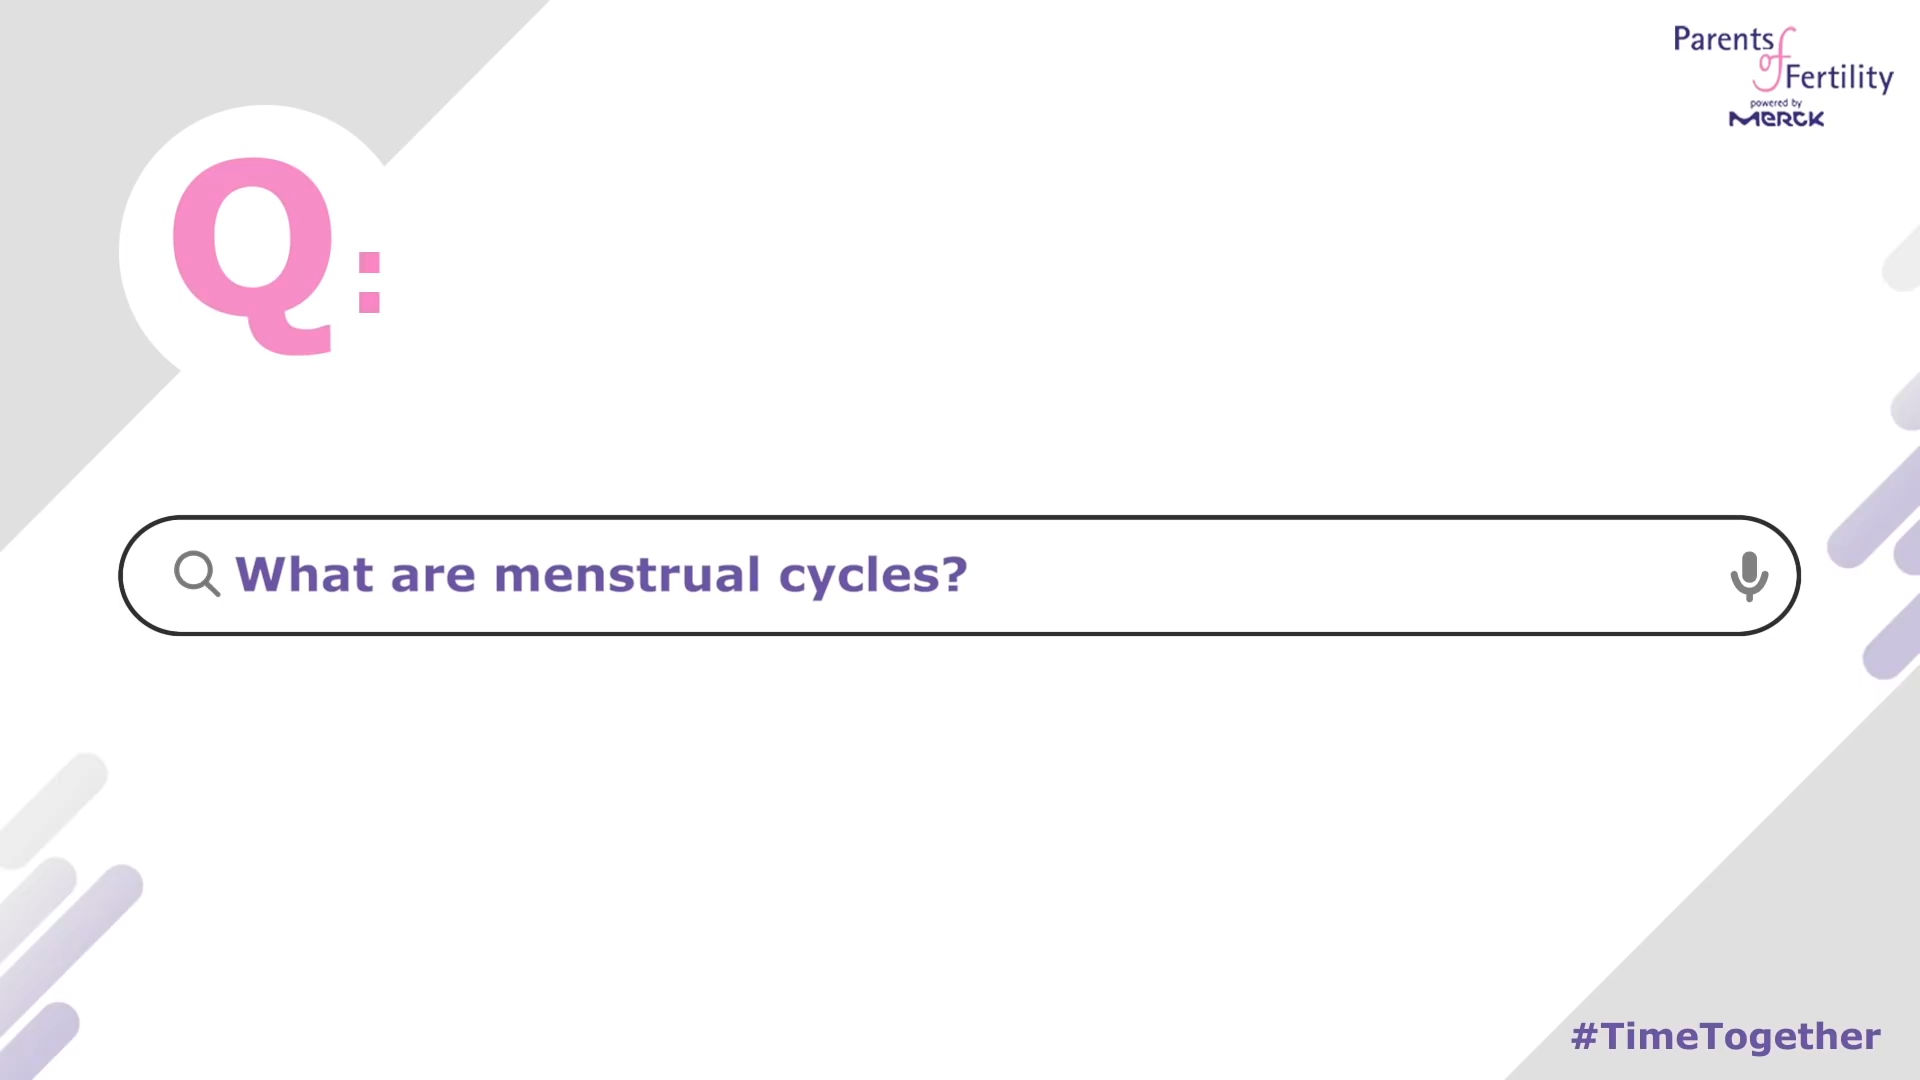 Parents
of
Fertility
powered by
MERCK
Q:
What are menstrual cycles?
#TimeTogether